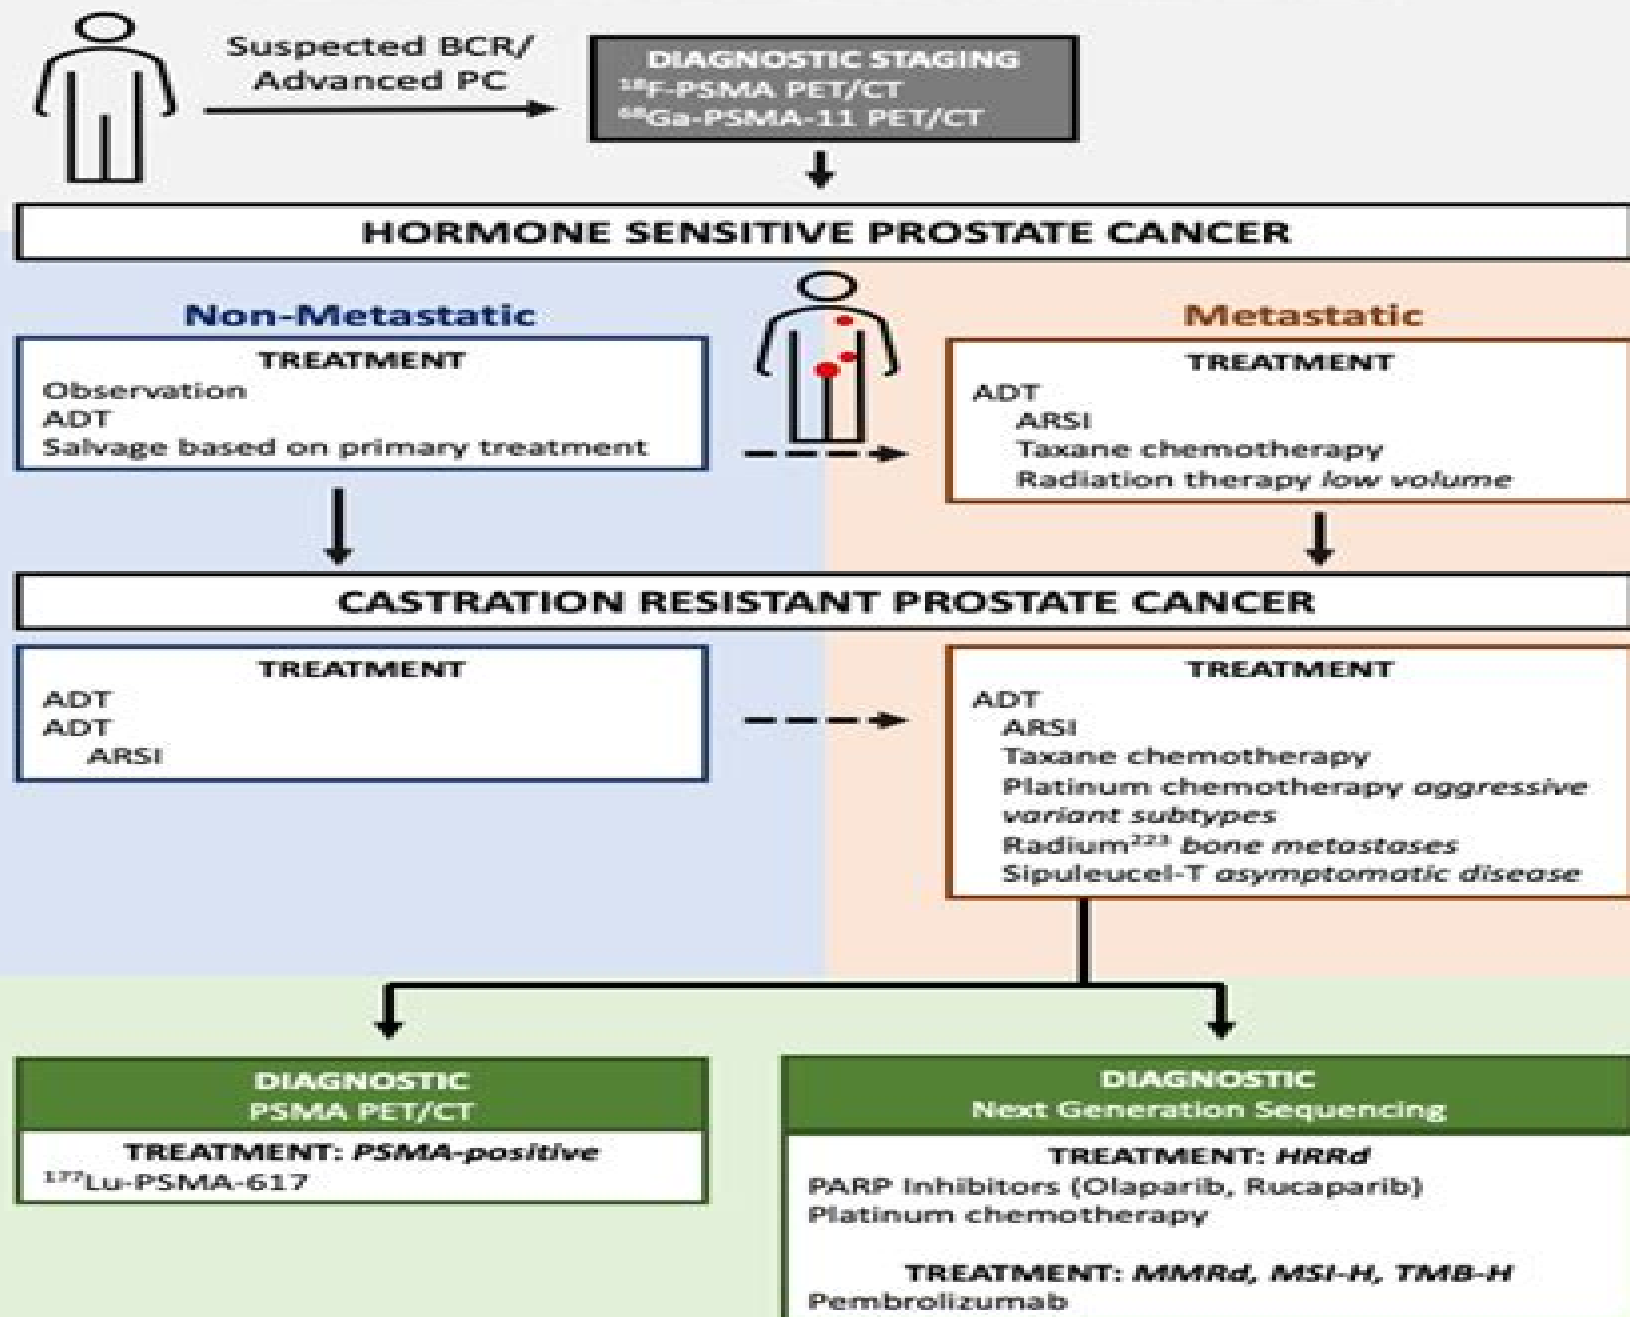 Suspected BCR/
Advanced PC
DIAGNOSTIC STAGING
¹⁸F-PSMA PET/CT
⁶⁸Ga-PSMA-11 PET/CT
HORMONE SENSITIVE PROSTATE CANCER
Non-Metastatic
TREATMENT
Observation
ADT
Salvage based on primary treatment
Metastatic
TREATMENT
ADT
ARSI
Taxane chemotherapy
Radiation therapy low volume
CASTRATION RESISTANT PROSTATE CANCER
TREATMENT
ADT
ADT
ARSI
TREATMENT
ADT
ARSI
Taxane chemotherapy
Platinum chemotherapy aggressive
variant subtypes
Radium²²³ bone metastases
Sipuleucel-T asymptomatic disease
DIAGNOSTIC
PSMA PET/CT
TREATMENT: PSMA-positive
¹⁷⁷Lu-PSMA-617
DIAGNOSTIC
Next Generation Sequencing
TREATMENT: HRRd
PARP Inhibitors (Olaparib, Rucaparib)
Platinum chemotherapy
TREATMENT: MMRd, MSI-H, TMB-H
Pembrolizumab